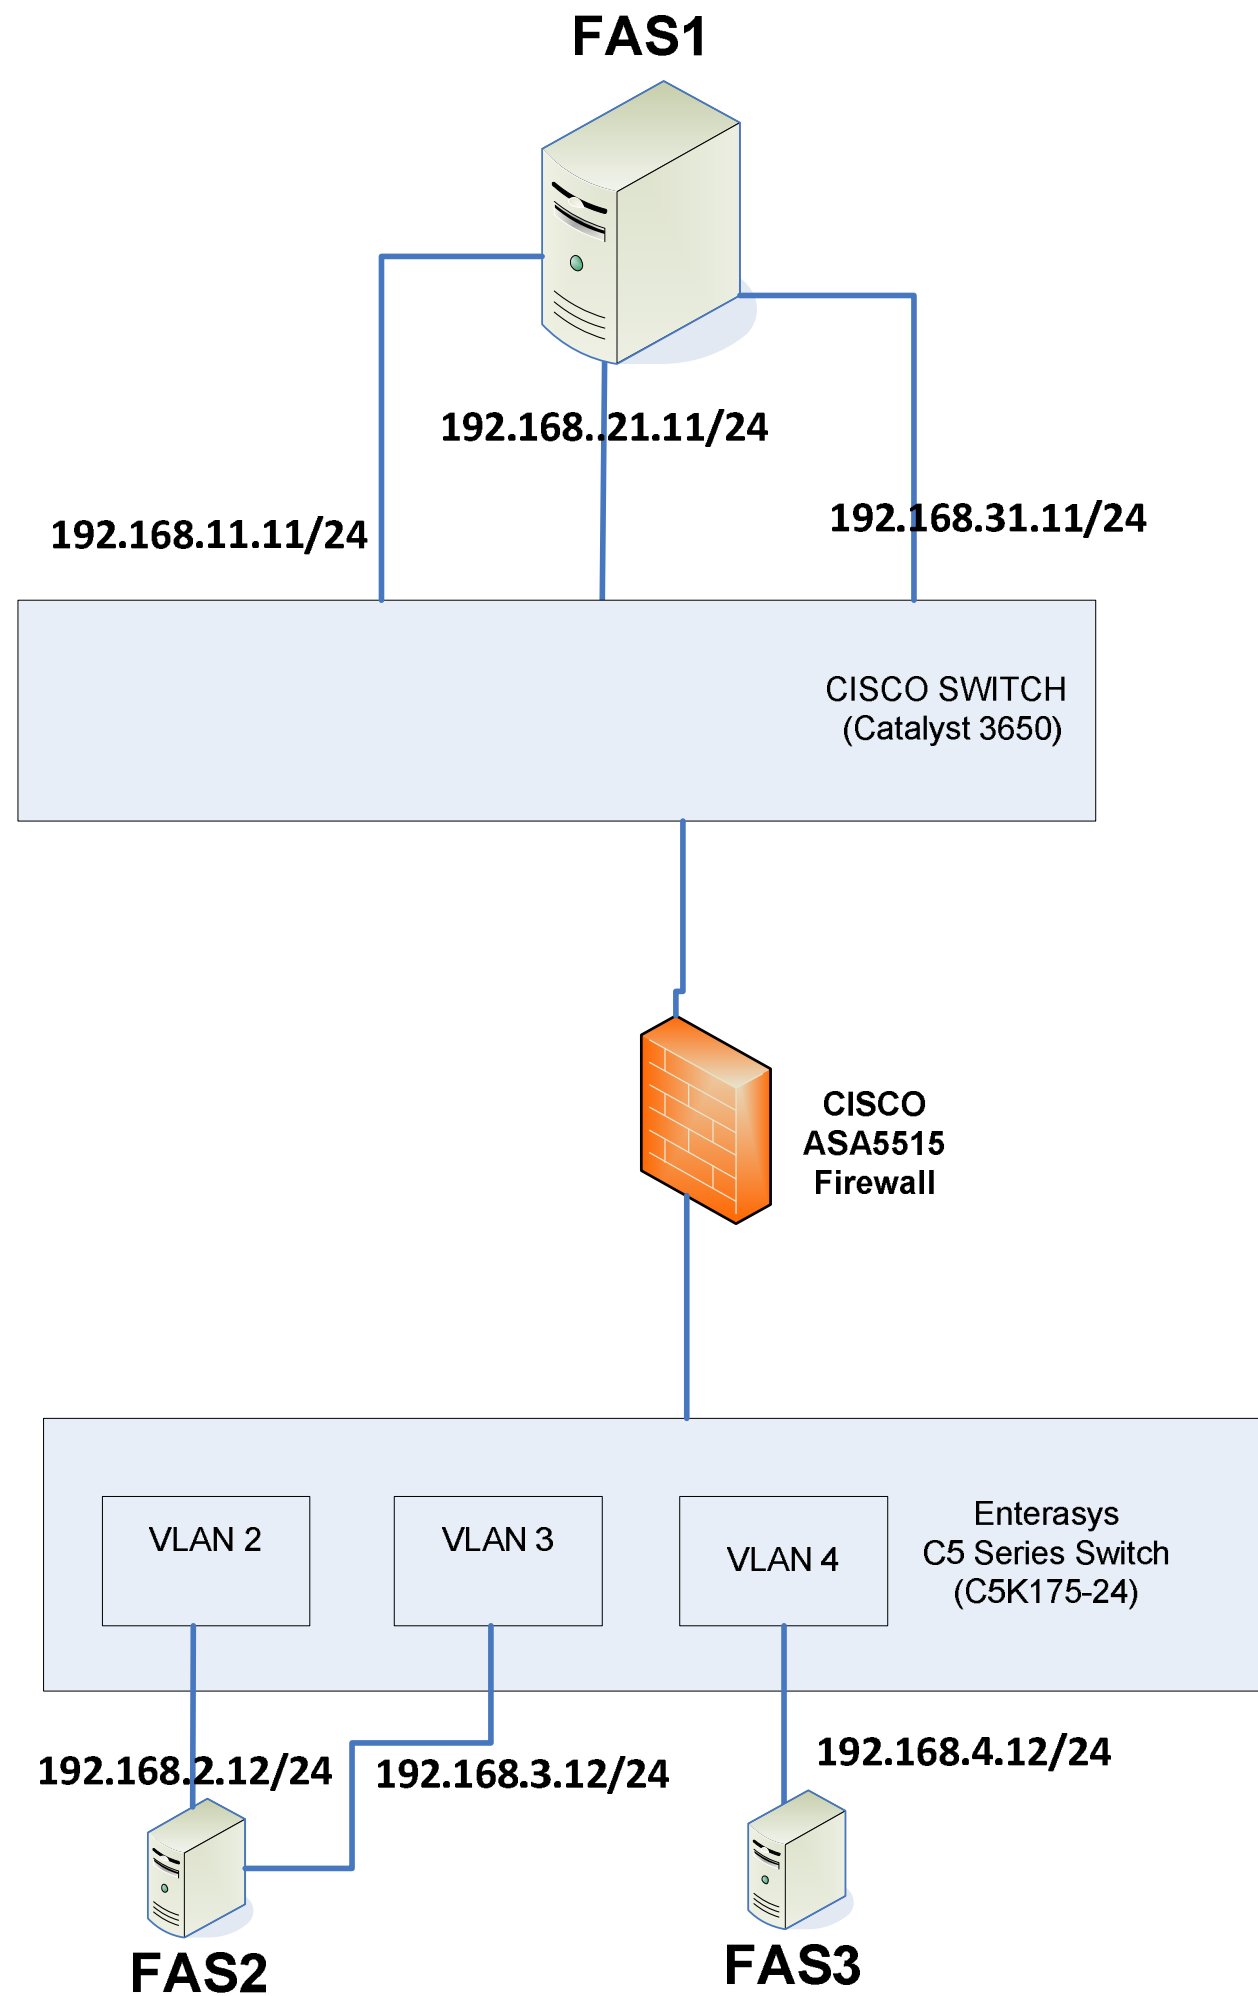 FAS1
192.168..21.11/24
192.168.11.11/24
192.168.31.11/24
CISCO SWITCH
(Catalyst 3650)
CISCO
ASA5515
Firewall
VLAN 2
VLAN 3
VLAN 4
Enterasys
C5 Series Switch
(C5K175-24)
192.168.2.12/24
192.168.3.12/24
192.168.4.12/24
FAS2
FAS3